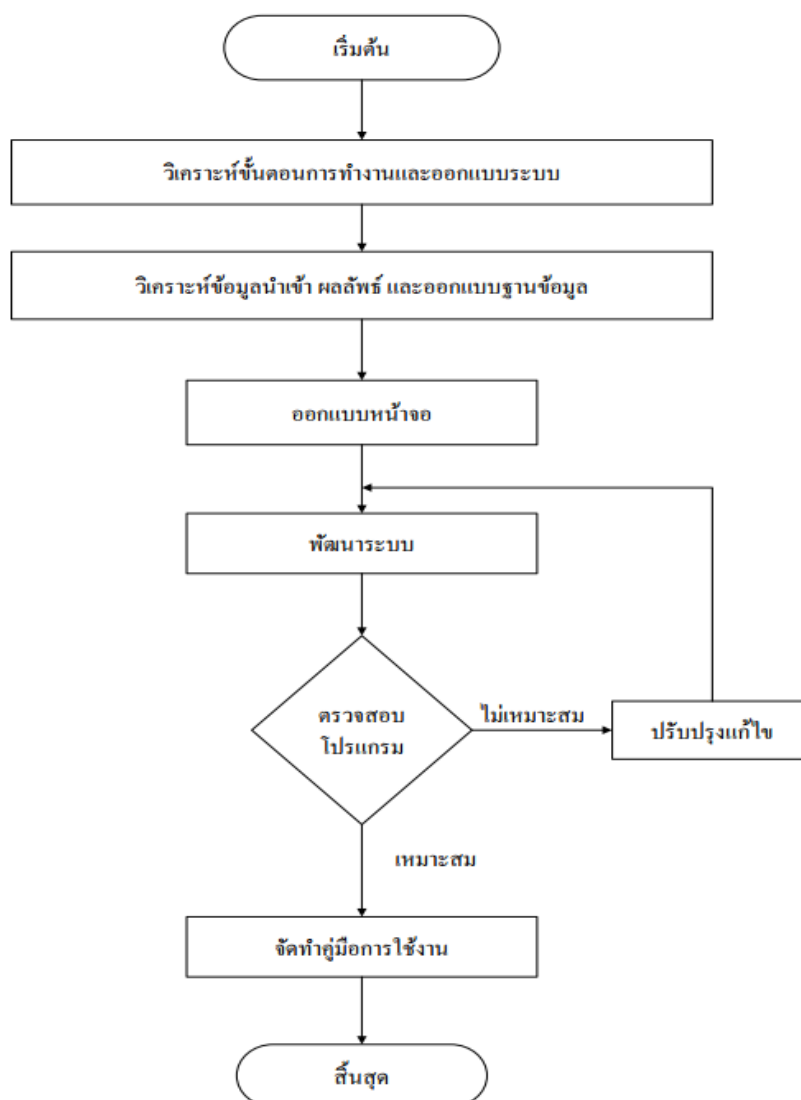 เริ่มต้น
วิเคราะห์ขั้นตอนการทำงานและออกแบบระบบ
วิเคราะห์ข้อมูลนำเข้า ผลลัพธ์ และออกแบบฐานข้อมูล
ออกแบบหน้าจอ
พัฒนาระบบ
ตรวจสอบ
โปรแกรม
ไม่เหมาะสม
ปรับปรุงแก้ไข
เหมาะสม
จัดทำคู่มือการใช้งาน
สิ้นสุด